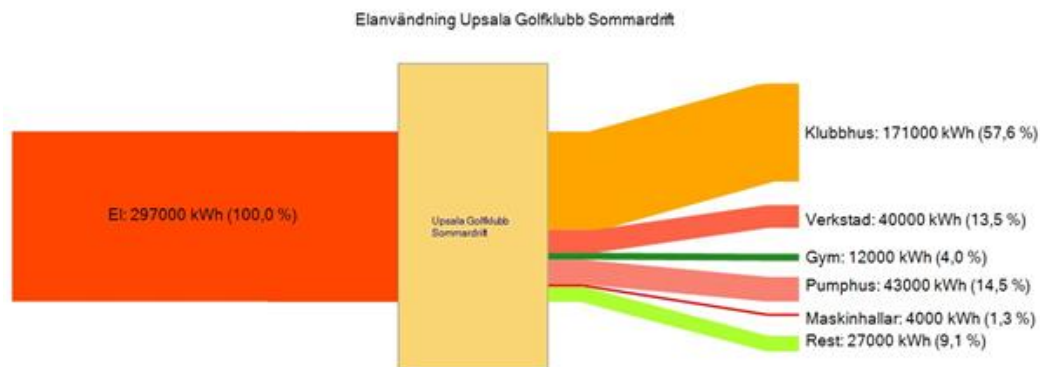 Elanvändning Upsala Golfklubb Sommardrift
Klubbhus: 171000 kWh (57,6 %)
El: 297000 kWh (100,0 %)
Upsala Golfklubb
Sommardrift
Verkstad: 40000 kWh (13,5 %)
Gym: 12000 kWh (4,0 %)
Pumphus: 43000 kWh (14,5 %)
Maskinhallar: 4000 kWh (1,3 %)
Rest: 27000 kWh (9,1 %)